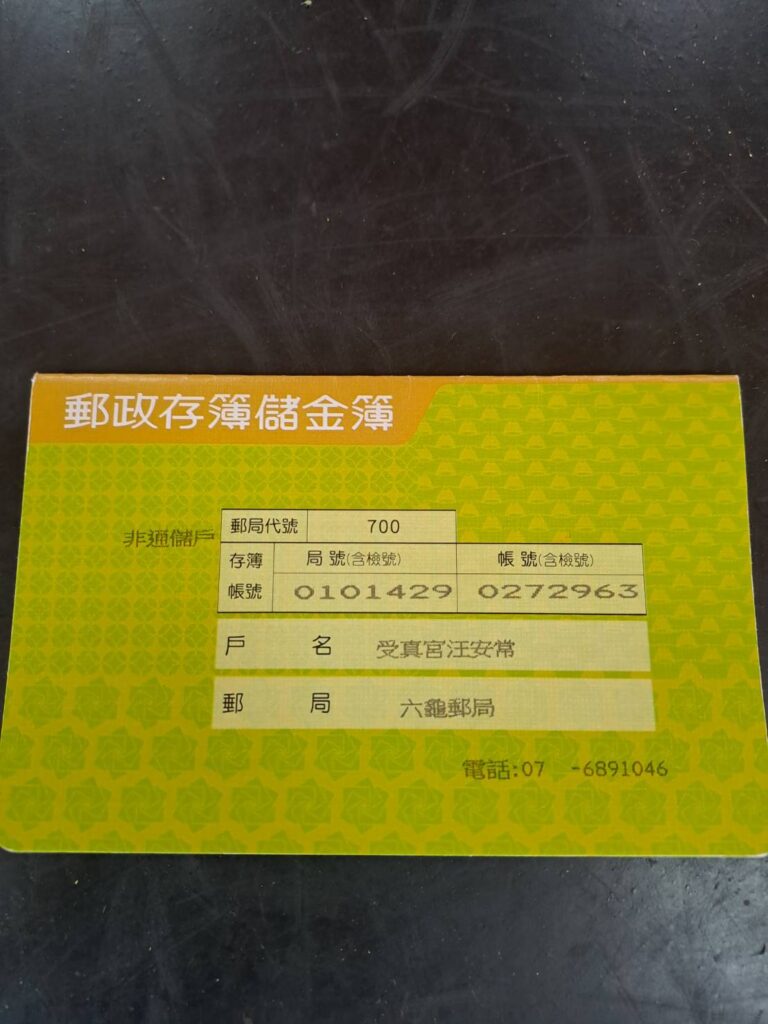 郵政存簿儲金簿
非通儲戶
郵局代號 700
存簿帳號 局號(含檢號) 帳號(含檢號)
0101429 0272963
戶名 受真宮汪安常
郵局 六龜郵局
電話:07 -6891046